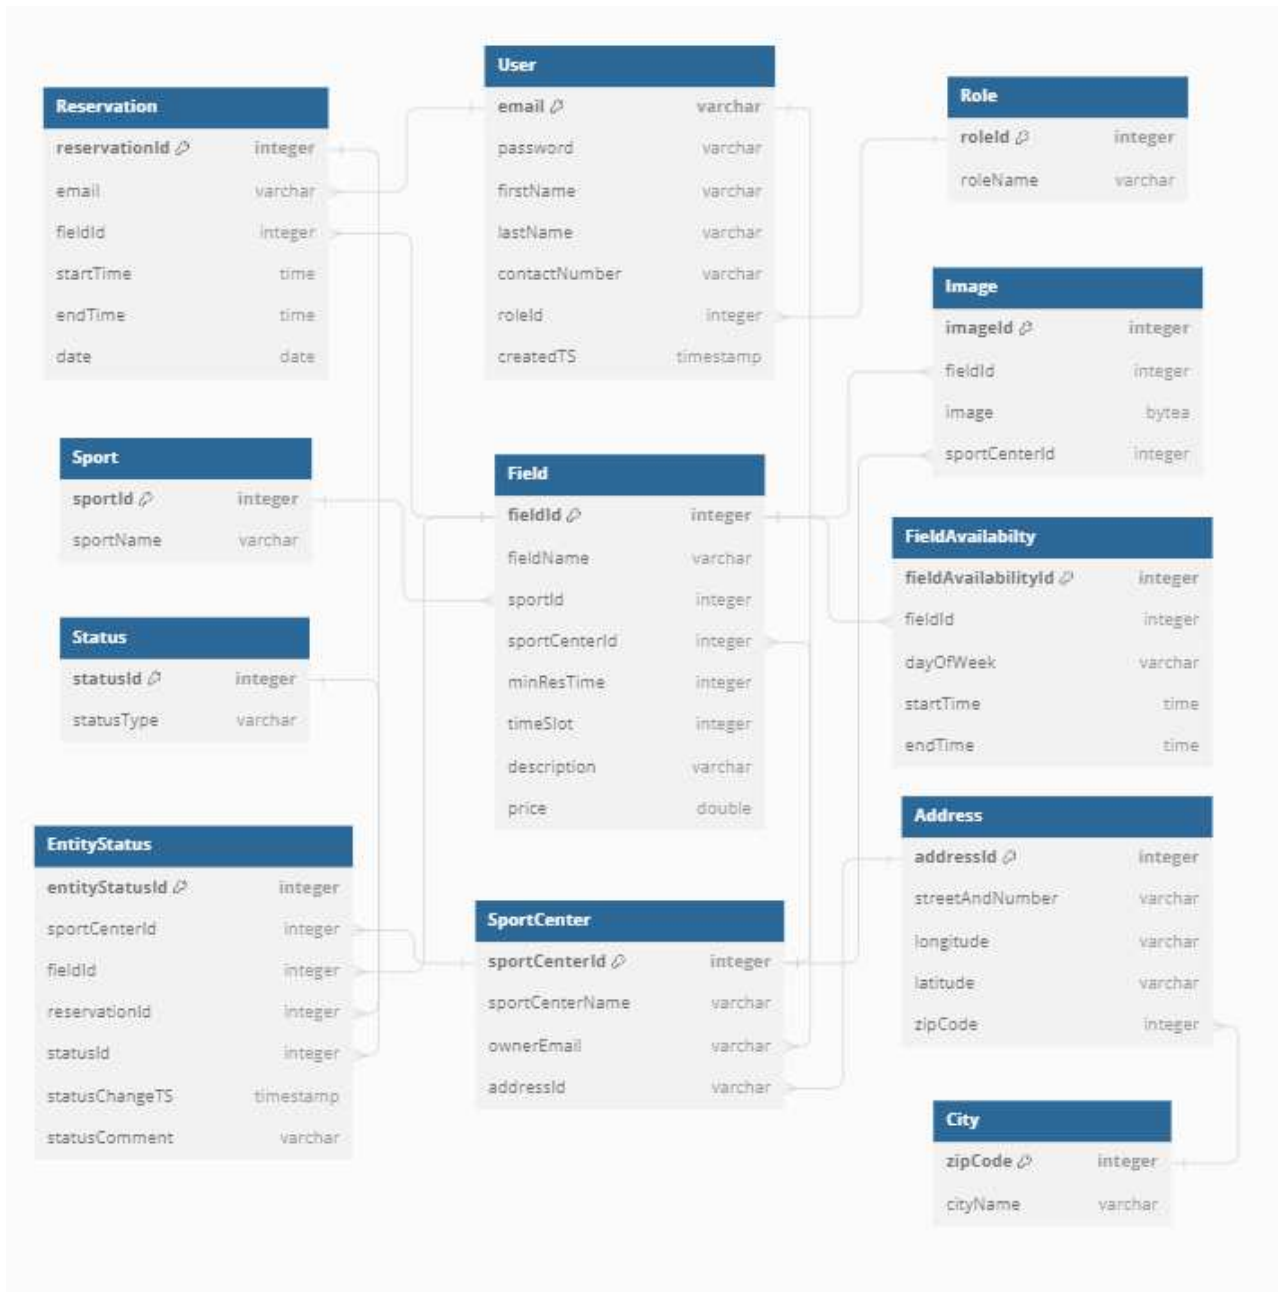 Reservation
reservationId integer
email varchar
fieldId integer
startTime time
endTime time
date date
User
email varchar
password varchar
firstName varchar
lastName varchar
contactNumber varchar
roleId integer
createdTS timestamp
Role
roleId integer
roleName varchar
Image
imageId integer
fieldId integer
image bytea
sportCenterId integer
Sport
sportId integer
sportName varchar
Field
fieldId integer
fieldName varchar
sportId integer
sportCenterId integer
minResTime integer
timeSlot integer
description varchar
price double
FieldAvailabilty
fieldAvailabilityId integer
fieldId integer
dayOfWeek varchar
startTime time
endTime time
Status
statusId integer
statusType varchar
Address
addressId integer
streetAndNumber varchar
longitude varchar
latitude varchar
zipCode integer
EntityStatus
entityStatusId integer
sportCenterId integer
fieldId integer
reservationId integer
statusId integer
statusChangeTS timestamp
statusComment varchar
SportCenter
sportCenterId integer
sportCenterName varchar
ownerEmail varchar
addressId varchar
City
zipCode integer
cityName varchar